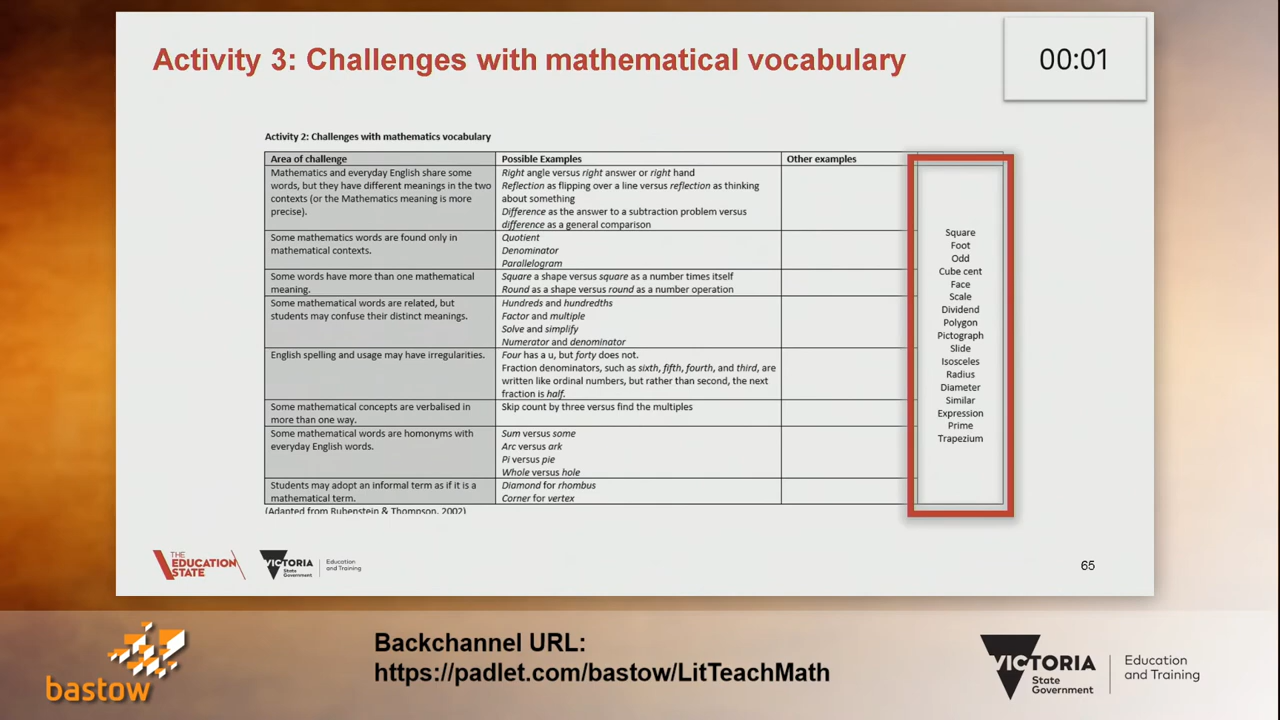 Activity 3: Challenges with mathematical vocabulary
00:01
Activity 2: Challenges with mathematics vocabulary
Area of challenge
Possible Examples
Other examples
Mathematics and everyday English share some
words, but they have different meanings in the two
contexts (or the Mathematics meaning is more
precise).
Right angle versus right answer or right hand
Reflection as flipping over a line versus reflection as thinking
about something
Difference as the answer to a subtraction problem versus
difference as a general comparison
Some mathematics words are found only in
mathematical contexts.
Quotient
Denominator
Parallelogram
Some words have more than one mathematical
meaning.
Square a shape versus square as a number times itself
Round as a shape versus round as a number operation
Some mathematical words are related, but
students may confuse their distinct meanings.
Hundreds and hundredths
Factor and multiple
Solve and simplify
Numerator and denominator
English spelling and usage may have irregularities.
Four has a u, but forty does not.
Fraction denominators, such as sixth, fifth, fourth, and third, are
written like ordinal numbers, but rather than second, the next
fraction is half.
Some mathematical concepts are verbalised in
more than one way.
Skip count by three versus find the multiples
Some mathematical words are homonyms with
everyday English words.
Sum versus some
Arc versus ark
Pi versus pie
Whole versus hole
Students may adopt an informal term as if it is a
mathematical term.
Diamond for rhombus
Corner for vertex
Square
Foot
Odd
Cube cent
Face
Scale
Dividend
Polygon
Pictograph
Slide
Isosceles
Radius
Diameter
Similar
Expression
Prime
Trapezium
(Adapted from Rubenstein & Thompson, 2002)
THE
EDUCATION
STATE
VICTORIA
State
Government
Education
and Training
65
bastow
Backchannel URL:
https://padlet.com/bastow/LitTeachMath
VICTORIA
State
Government
Education
and Training